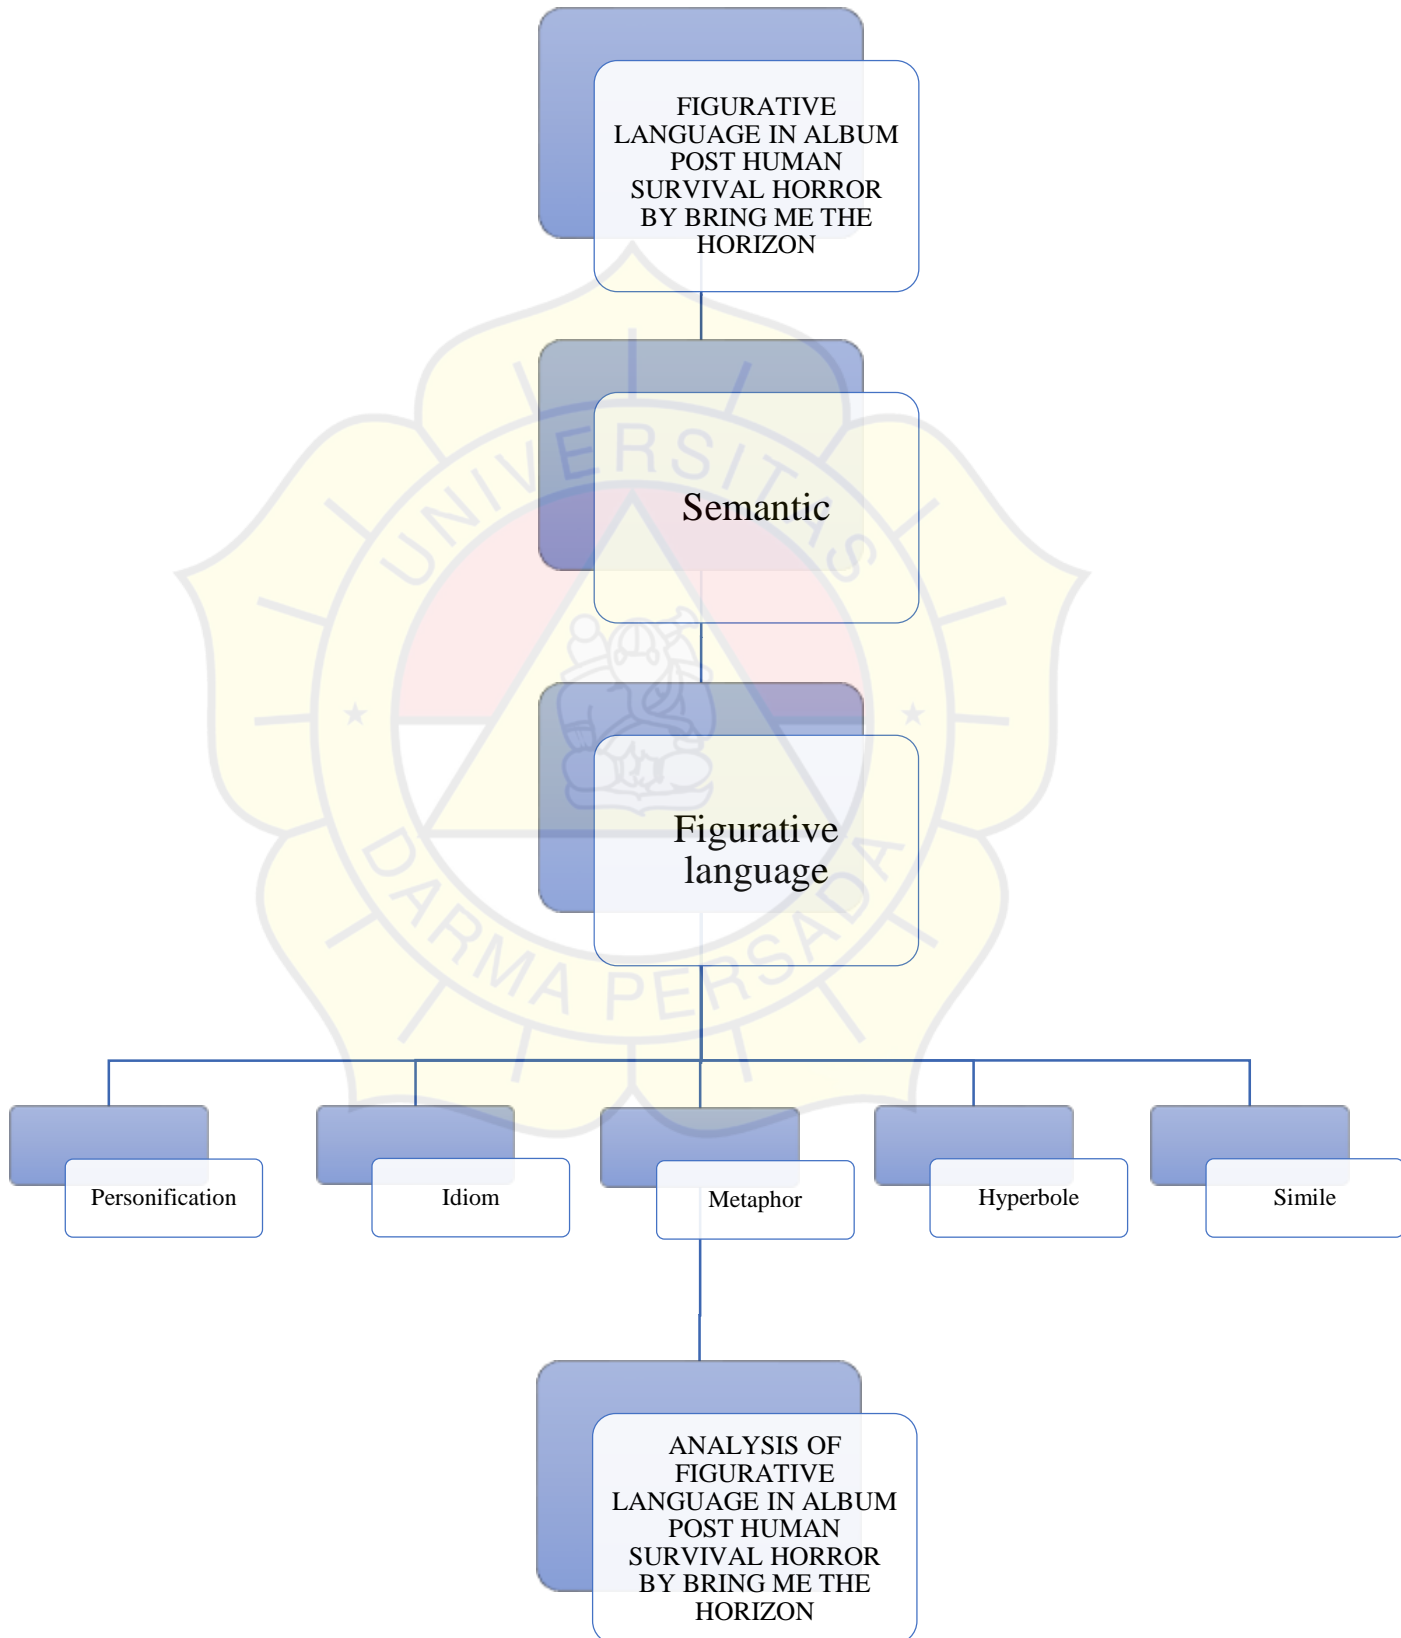 FIGURATIVE
LANGUAGE IN ALBUM
POST HUMAN
SURVIVAL HORROR
BY BRING ME THE
HORIZON
UNIVERSITAS
Semantic
Figurative
language
DARMA PERSADA
Personification
Idiom
Metaphor
Hyperbole
Simile
ANALYSIS OF
FIGURATIVE
LANGUAGE IN ALBUM
POST HUMAN
SURVIVAL HORROR
BY BRING ME THE
HORIZON